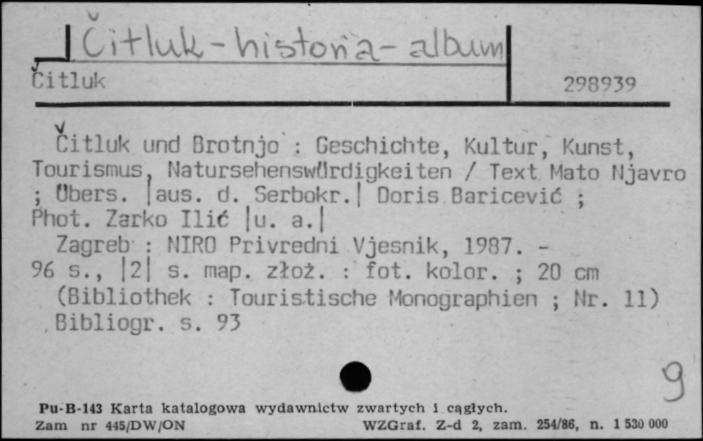 Čitluk - historia - album
Čitluk 298939
Čitluk und Brotnjo : Geschichte, Kultur, Kunst,
Tourismus, Natursehenswürdigkeiten / Text Mato Njavro
; Übers. |aus. d. Serbokr.| Doris Baricević ;
Phot. Zarko Ilić |u. a.|
Zagreb : NIRO Privredni Vjesnik, 1987. -
96 s., |2| s. map. złoż. : fot. kolor. ; 20 cm
(Bibliothek : Touristische Monographien ; Nr. 11)
Bibliogr. s. 93
9
Pu-B-143 Karta katalogowa wydawnictw zwartych i cągłych.
Zam nr 445/DW/ON WZGraf. Z-d 2, zam. 254/86, n. 1 530 000